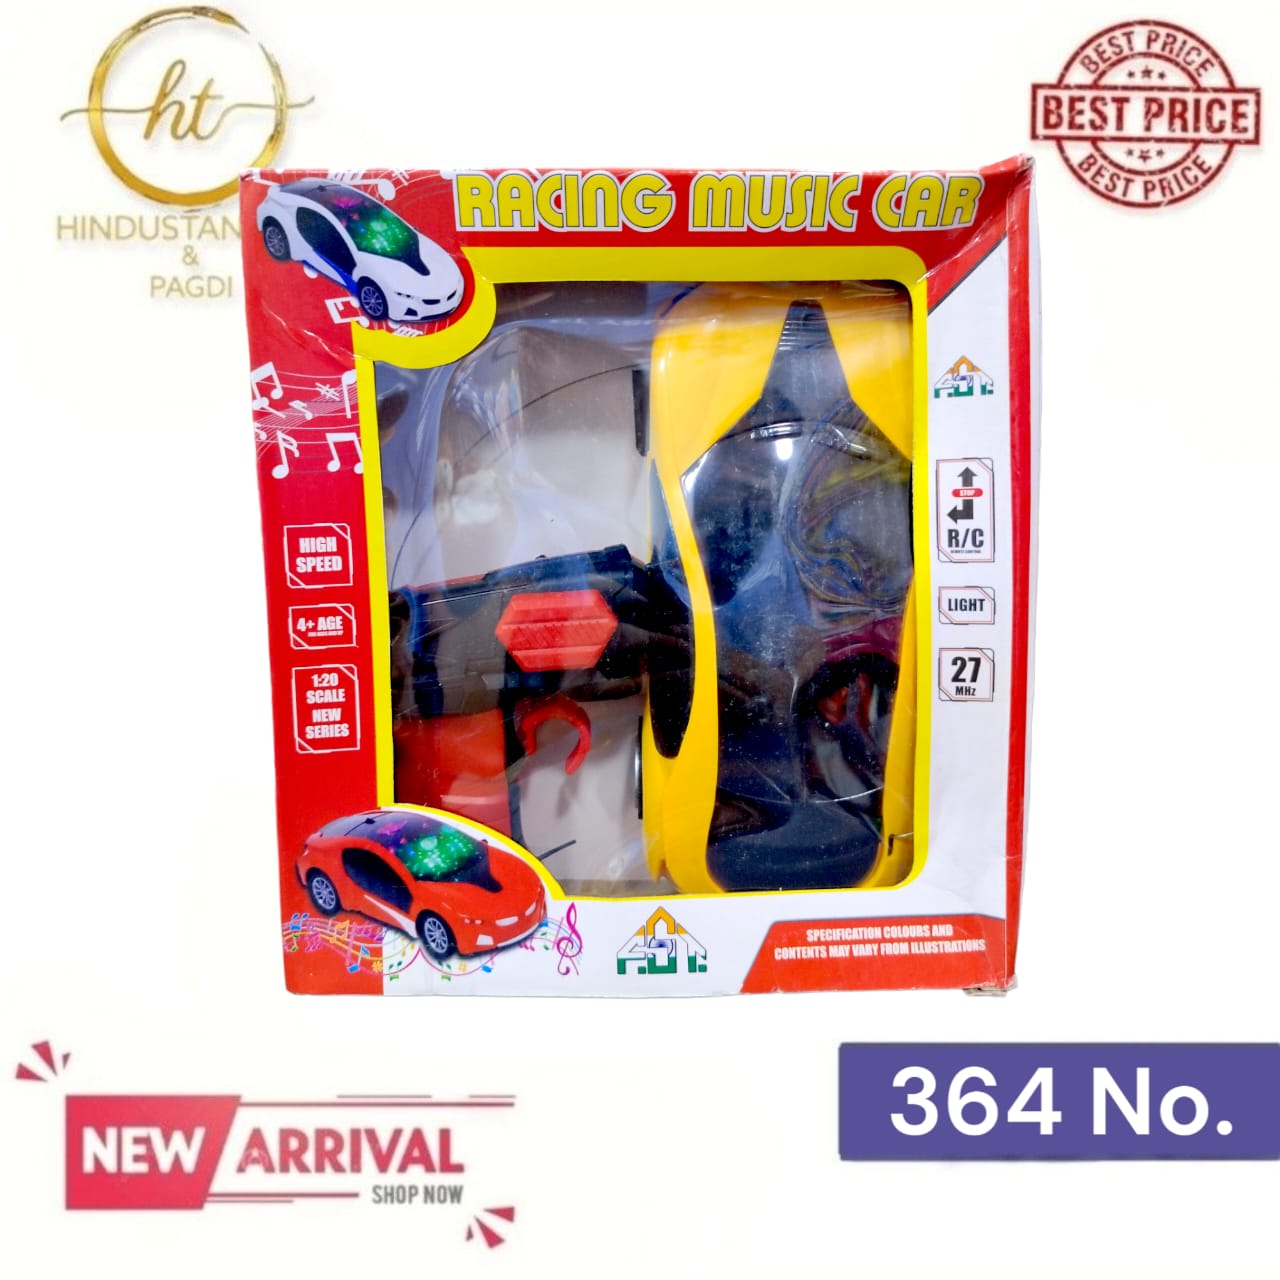 ht
HINDUSTAN
&
PAGDI
BEST PRICE
BEST PRICE
BEST PRICE
RACING MUSIC CAR
HIGH
SPEED
4+ AGE
1:20
SCALE
NEW
SERIES
STOP
R/C
REMOTE CONTROL
LIGHT
27
MHz
SPECIFICATION COLOURS AND
CONTENTS MAY VARY FROM ILLUSTRATIONS
NEW ARRIVAL
SHOP NOW
364 No.